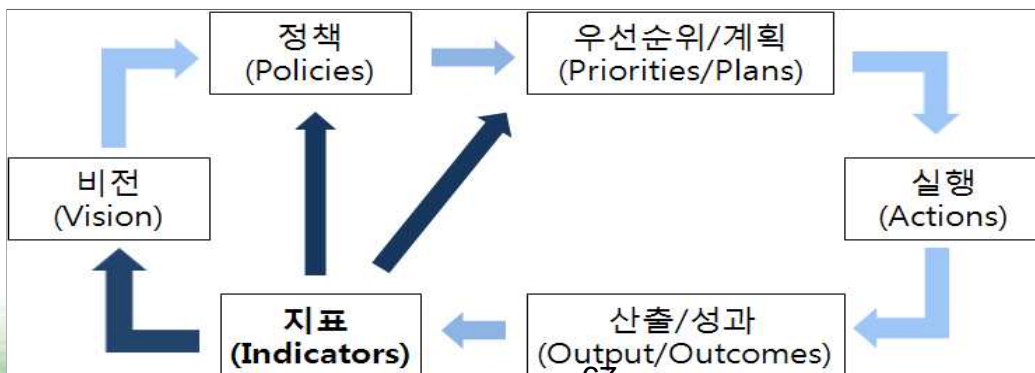 정책
(Policies)
우선순위/계획
(Priorities/Plans)
비전
(Vision)
실행
(Actions)
지표
(Indicators)
산출/성과
(Output/Outcomes)